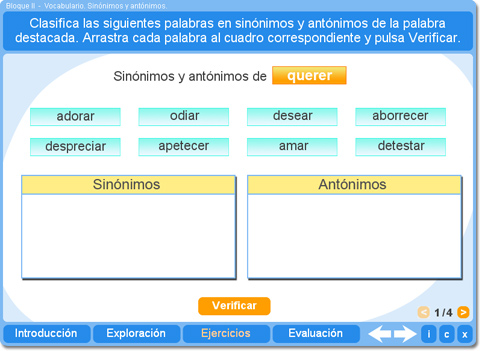 Bloque II - Vocabulario. Sinónimos y antónimos.
Clasifica las siguientes palabras en sinónimos y antónimos de la palabra
destacada. Arrastra cada palabra al cuadro correspondiente y pulsa Verificar.
Sinónimos y antónimos de querer
adorar odiar desear aborrecer
despreciar apetecer amar detestar
Sinónimos Antónimos
Verificar
< 1/4 >
Introducción Exploración Ejercicios Evaluación i c x